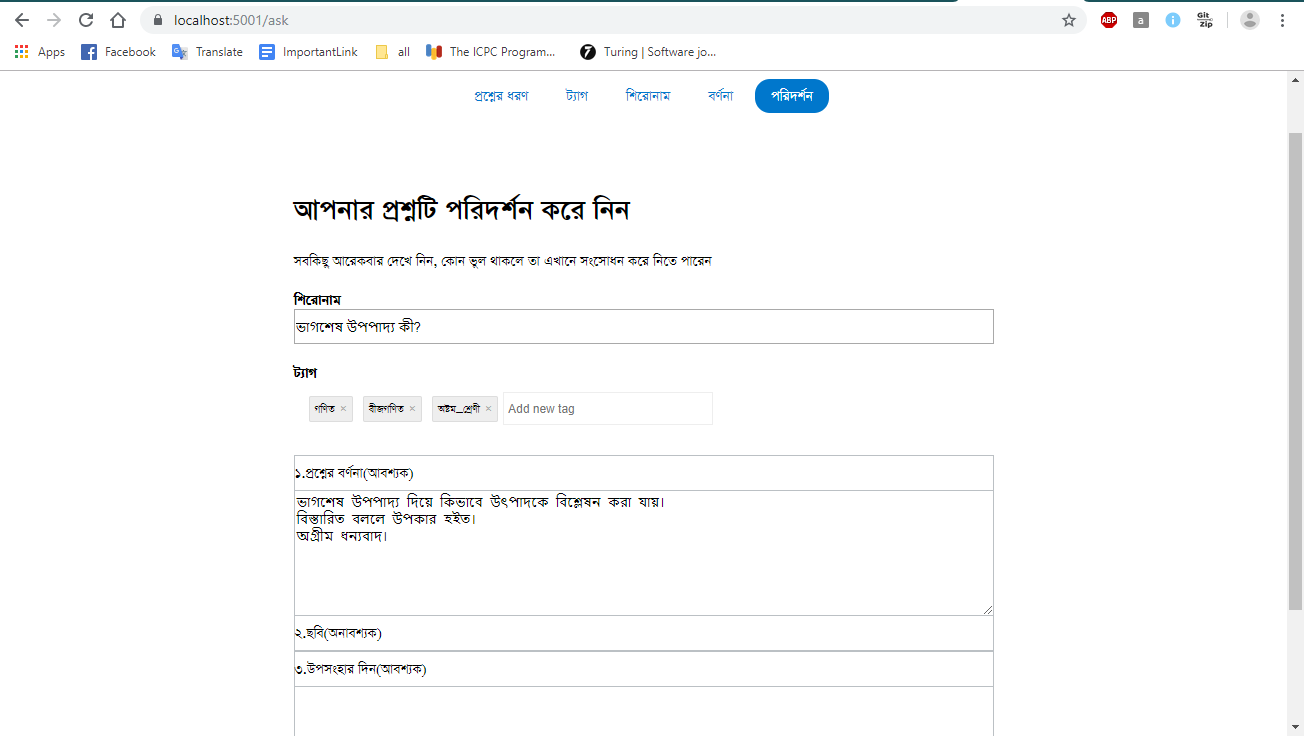 localhost:5001/ask
Apps Facebook Translate ImportantLink all The ICPC Program... Turing | Software jo...
ABP a i Git Zip
প্রশ্নের ধরণ ট্যাগ শিরোনাম বর্ণনা পরিদর্শন
আপনার প্রশ্নটি পরিদর্শন করে নিন
সবকিছু আরেকবার দেখে নিন, কোন ভুল থাকলে তা এখানে সংসোধন করে নিতে পারেন
শিরোনাম
ভাগশেষ উপপাদ্য কী?
ট্যাগ
গণিত × বীজগণিত × অষ্টম_শ্রেণী × Add new tag
১.প্রশ্নের বর্ণনা(আবশ্যক)
ভাগশেষ উপপাদ্য দিয়ে কিভাবে উৎপাদকে বিশ্লেষন করা যায়।
বিস্তারিত বললে উপকার হইত।
অগ্রীম ধন্যবাদ।
২.ছবি(অনাবশ্যক)
৩.উপসংহার দিন(আবশ্যক)